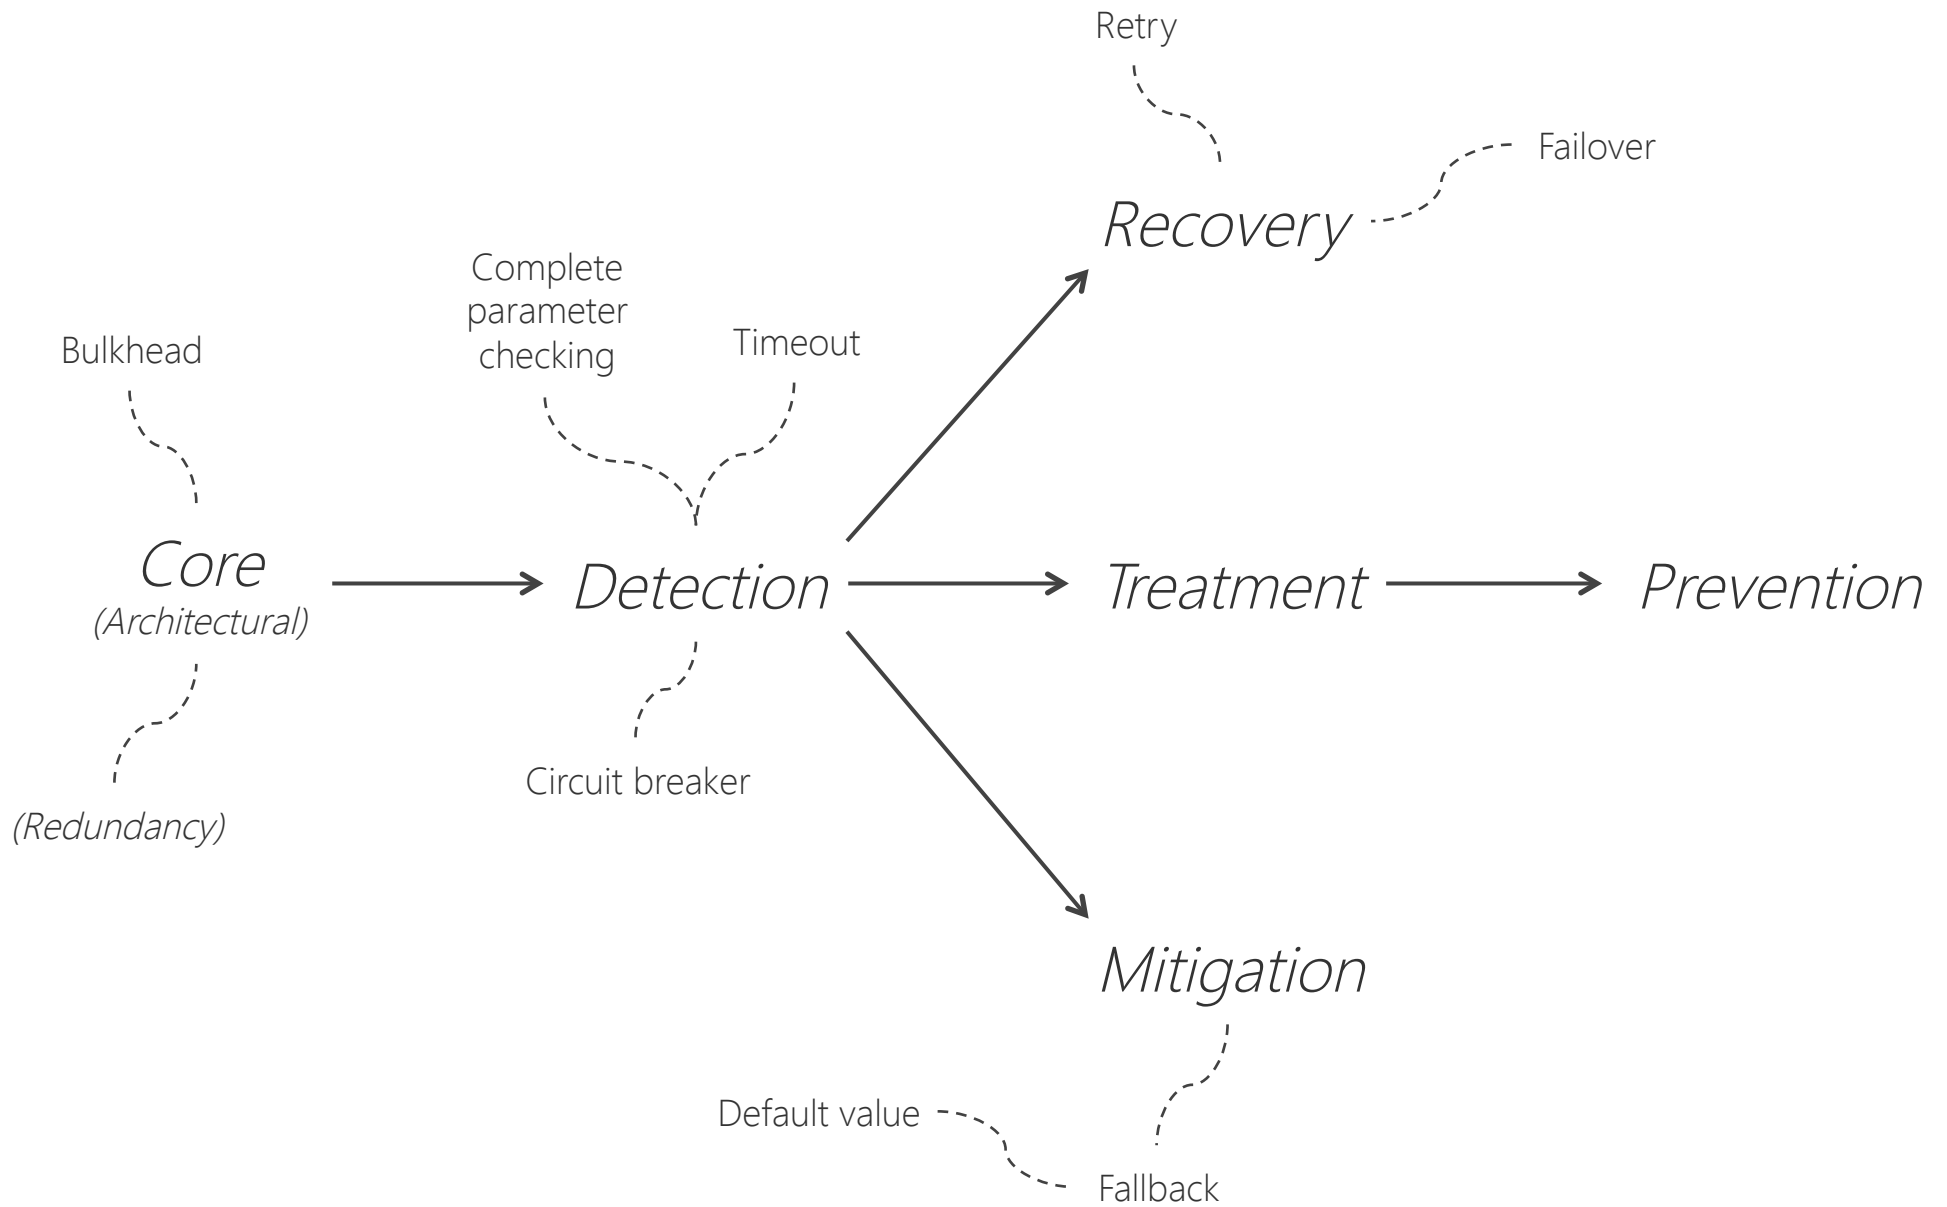 Retry
Failover
Recovery
Complete
parameter
checking
Timeout
Bulkhead
Core
(Architectural)
Detection
Treatment
Prevention
Circuit breaker
(Redundancy)
Mitigation
Default value
Fallback